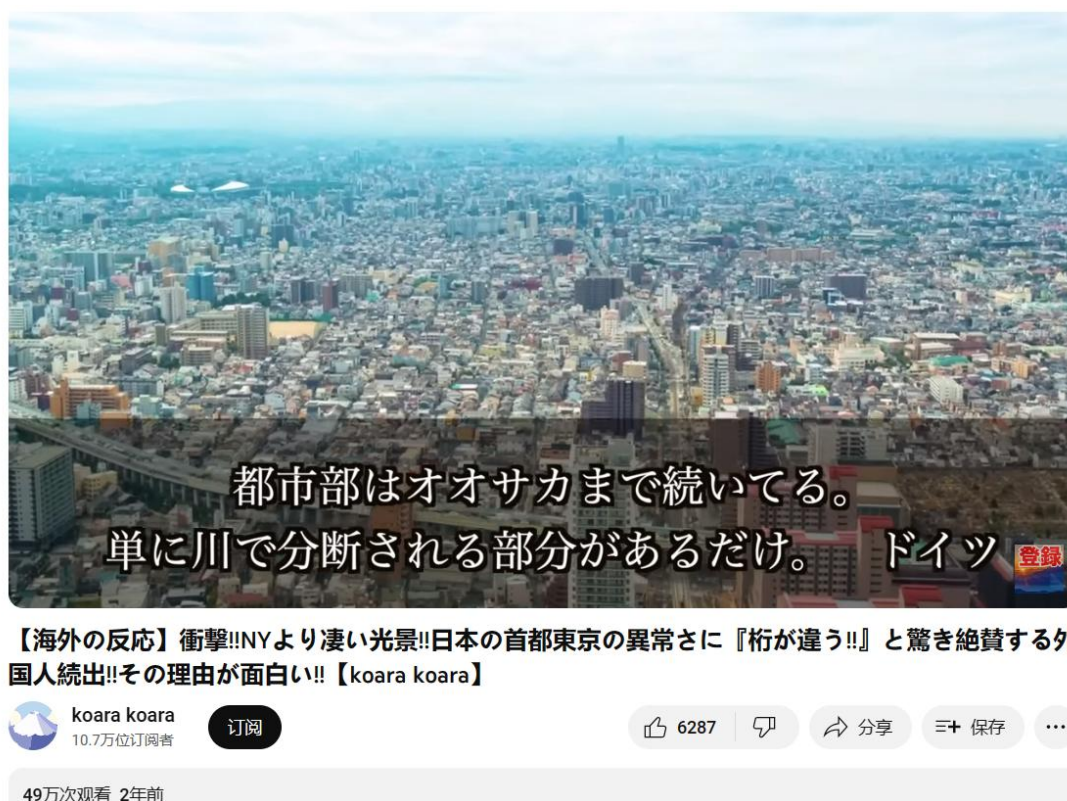 都市部はオオサカまで続いてる。
単に川で分断される部分があるだけ。　ドイツ
登録
【海外の反応】衝撃!!NYより凄い光景!!日本の首都東京の異常さに『桁が違う!!』と驚き絶賛する外
国人続出!!その理由が面白い!!【koara koara】
koara koara
10.7万位订阅者
订阅
6287
分享
保存
49万次观看 2年前